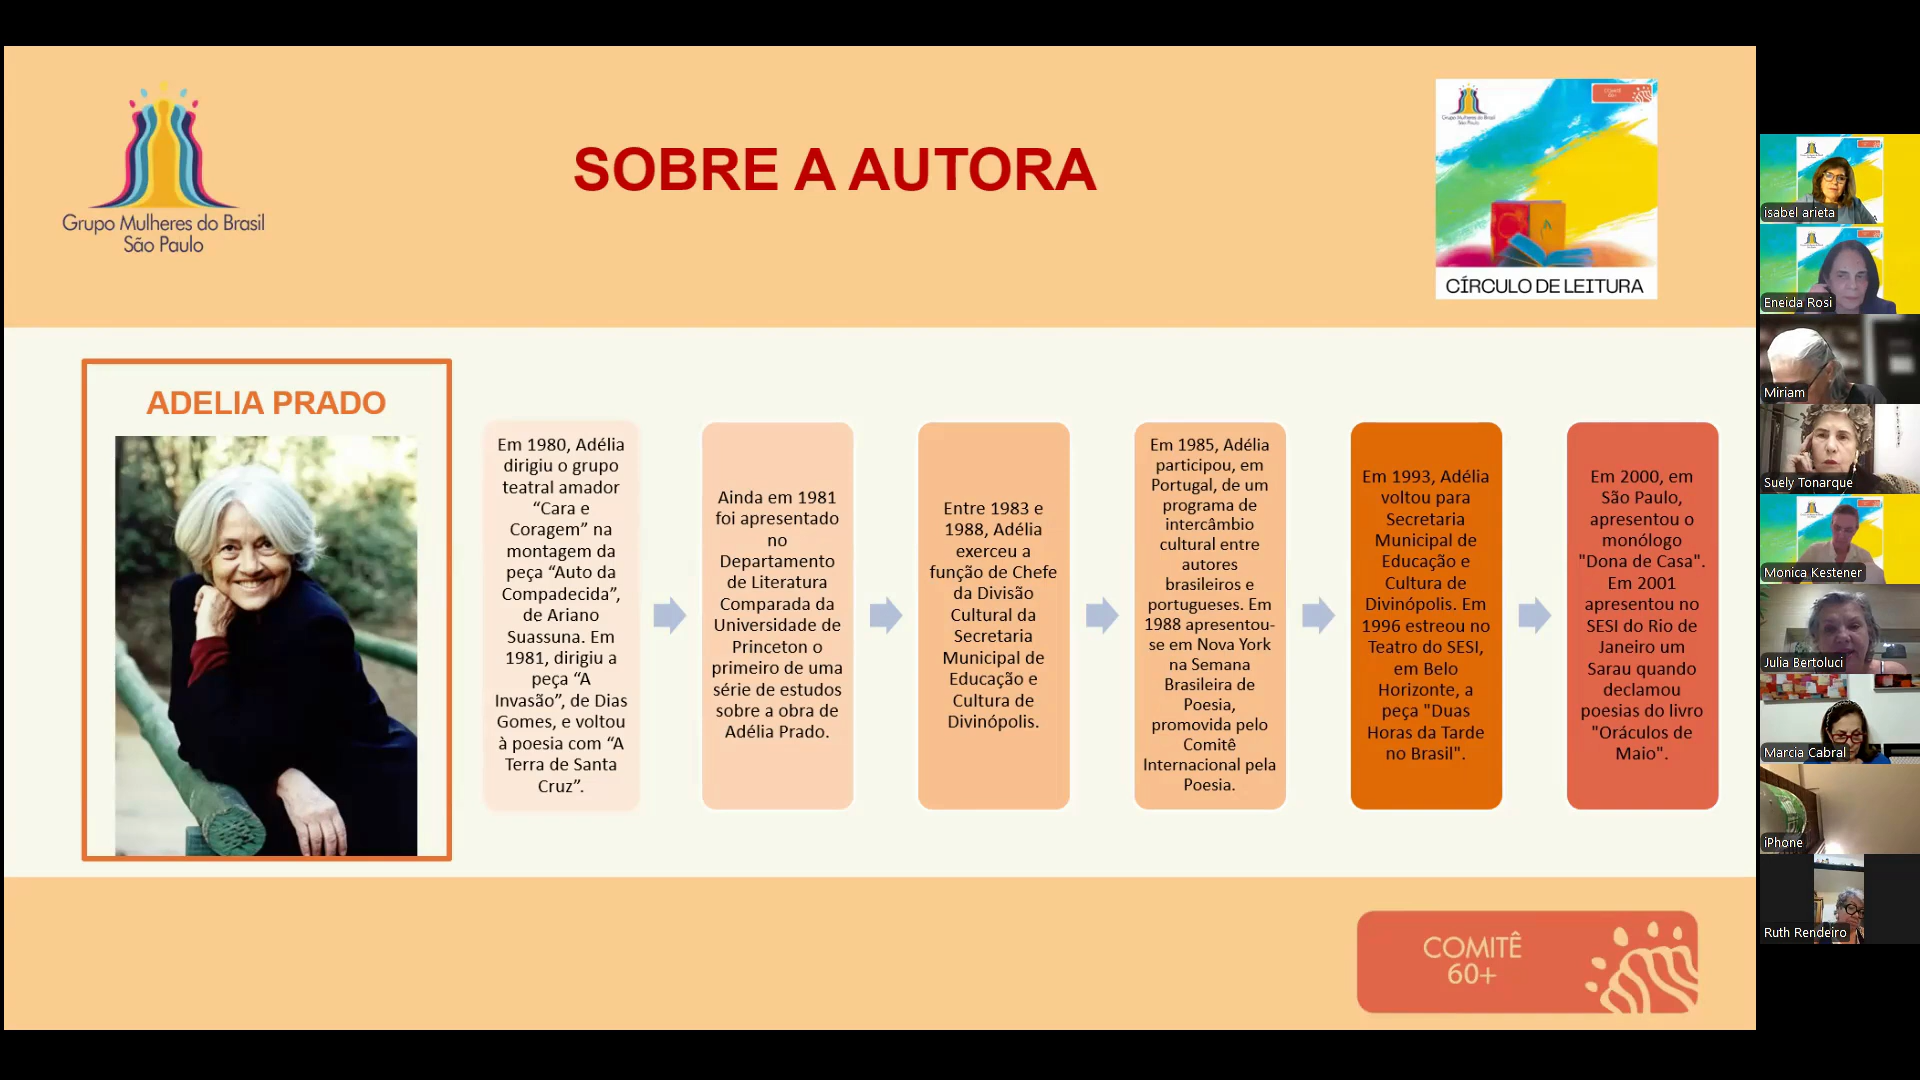 Grupo Mulheres do Brasil
São Paulo
SOBRE A AUTORA
Grupo Mulheres do Brasil
São Paulo
COMITÊ
60+
CÍRCULO DE LEITURA
ADELIA PRADO
Em 1980, Adélia
dirigiu o grupo
teatral amador
“Cara e
Coragem” na
montagem da
peça “Auto da
Compadecida”,
de Ariano
Suassuna. Em
1981, dirigiu a
peça “A
Invasão”, de Dias
Gomes, e voltou
à poesia com “A
Terra de Santa
Cruz”.
Ainda em 1981
foi apresentado
no
Departamento
de Literatura
Comparada da
Universidade de
Princeton o
primeiro de uma
série de estudos
sobre a obra de
Adélia Prado.
Entre 1983 e
1988, Adélia
exerceu a
função de Chefe
da Divisão
Cultural da
Secretaria
Municipal de
Educação e
Cultura de
Divinópolis.
Em 1985, Adélia
participou, em
Portugal, de um
programa de
intercâmbio
cultural entre
autores
brasileiros e
portugueses. Em
1988 apresentou-
se em Nova York
na Semana
Brasileira de
Poesia,
promovida pelo
Comitê
Internacional pela
Poesia.
Em 1993, Adélia
voltou para
Secretaria
Municipal de
Educação e
Cultura de
Divinópolis. Em
1996 estreou no
Teatro do SESI,
em Belo
Horizonte, a
peça "Duas
Horas da Tarde
no Brasil".
Em 2000, em
São Paulo,
apresentou o
monólogo
"Dona de Casa".
Em 2001
apresentou no
SESI do Rio de
Janeiro um
Sarau quando
declamou
poesias do livro
"Oráculos de
Maio".
COMITÊ
60+
isabel arieta
Eneida Rosi
Miriam
Suely Tonarque
Monica Kestener
Julia Bertoluci
Marcia Cabral
iPhone
Ruth Rendeiro